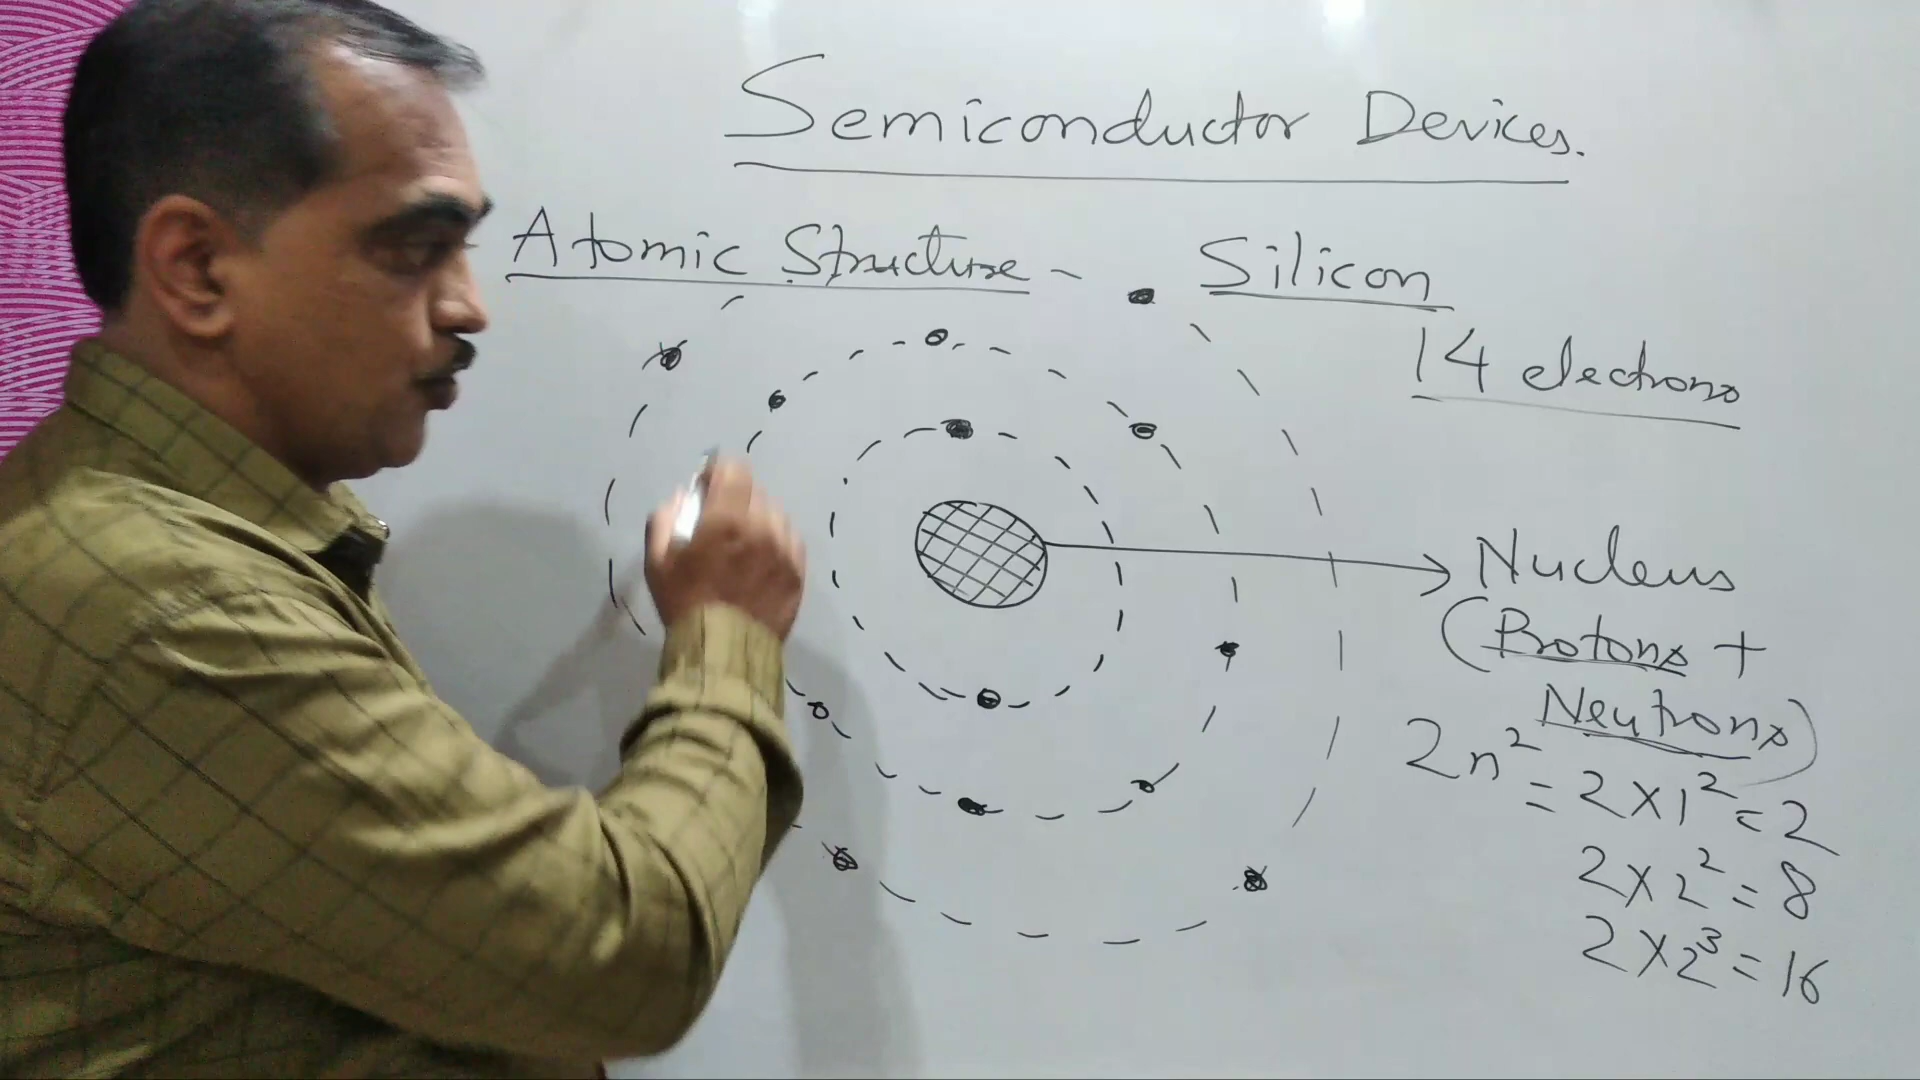 Semiconductor Devices.
Atomic Structure - Silicon
14 electrons
Nucleus
(Protons +
Neutrons)
2n² = 2×1² = 2
2×2² = 8
2×2³ = 16